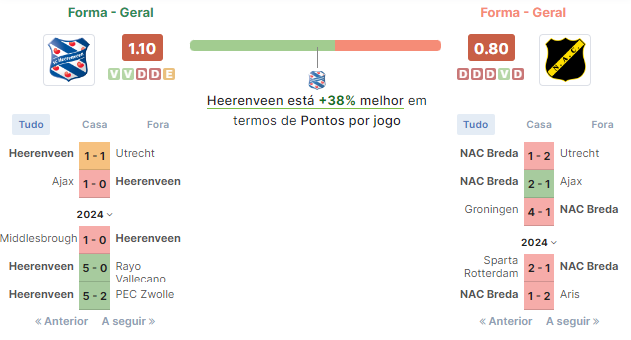 Forma - Geral
1.10
V V D D E
Heerenveen está +38% melhor em
termos de Pontos por jogo
Forma - Geral
0.80
D D D V D
N A C
Tudo Casa Fora
Heerenveen 1 - 1 Utrecht
Ajax 1 - 0 Heerenveen
2024
Middlesbrough 1 - 0 Heerenveen
Heerenveen 5 - 0 Rayo
Vallecano
Heerenveen 5 - 2 PEC Zwolle
« Anterior A seguir »
Tudo Casa Fora
NAC Breda 1 - 2 Utrecht
NAC Breda 2 - 1 Ajax
Groningen 4 - 1 NAC Breda
2024
Sparta
Rotterdam 2 - 1 NAC Breda
NAC Breda 1 - 2 Aris
« Anterior A seguir »